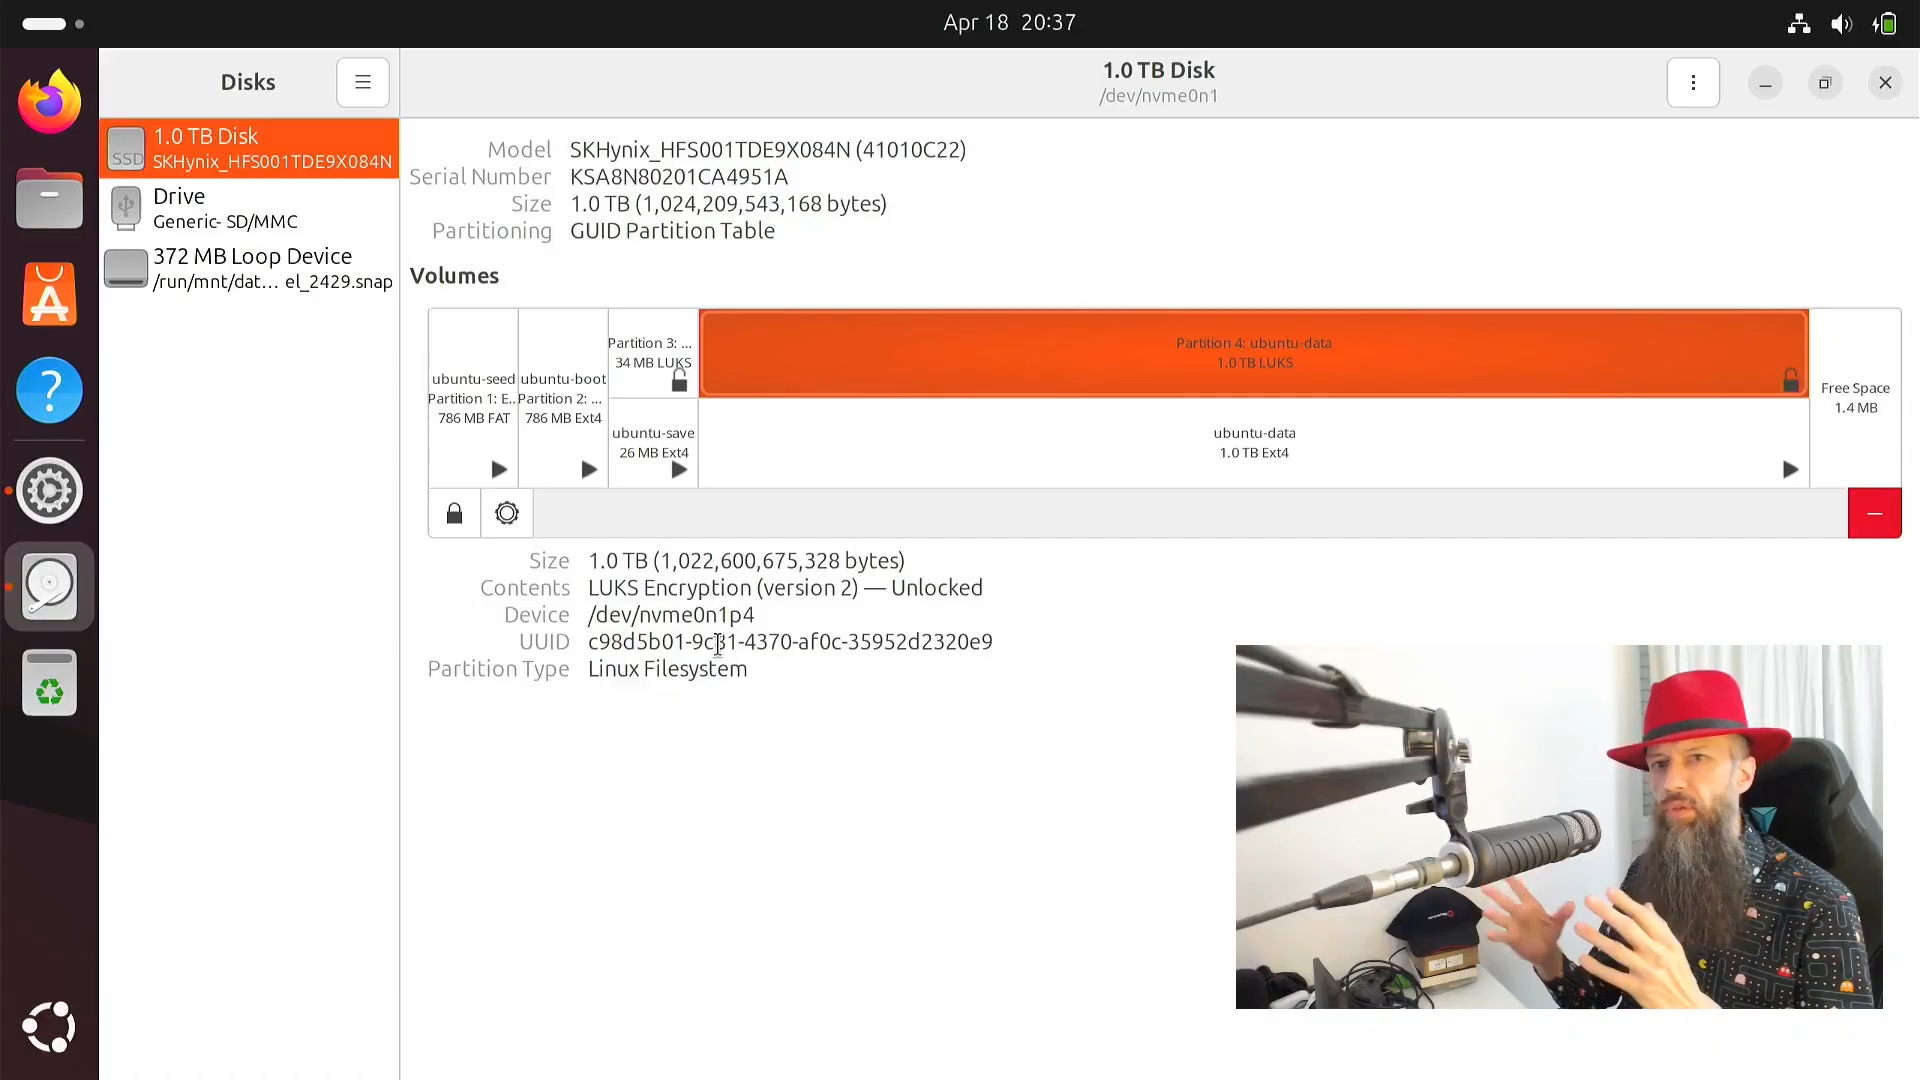 Apr 18 20:37
Disks
1.0 TB Disk
/dev/nvme0n1
SSD
1.0 TB Disk
SKHynix_HFS001TDE9X084N
Drive
Generic- SD/MMC
372 MB Loop Device
/run/mnt/dat... el_2429.snap
Model SKHynix_HFS001TDE9X084N (41010C22)
Serial Number KSA8N80201CA4951A
Size 1.0 TB (1,024,209,543,168 bytes)
Partitioning GUID Partition Table
Volumes
ubuntu-seed
Partition 1: E...
786 MB FAT
ubuntu-boot
Partition 2: ...
786 MB Ext4
Partition 3: ...
34 MB LUKS
ubuntu-save
26 MB Ext4
Partition 4: ubuntu-data
1.0 TB LUKS
ubuntu-data
1.0 TB Ext4
Free Space
1.4 MB
Size 1.0 TB (1,022,600,675,328 bytes)
Contents LUKS Encryption (version 2) — Unlocked
Device /dev/nvme0n1p4
UUID
Partition Type Linux Filesystem